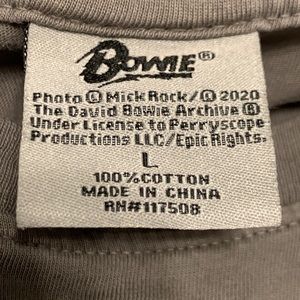 BOWIE®
Photo © Mick Rock/© 2020
The David Bowie Archive ®
Under License to Perryscope
Productions LLC/Epic Rights.
L
100%COTTON
MADE IN CHINA
RN#117508